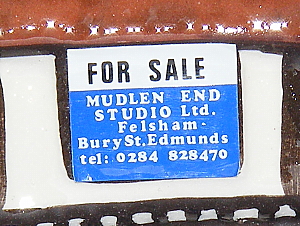 FOR SALE
MUDLEN END
STUDIO Ltd.
Felsham
Bury St. Edmunds
tel: 0284 828470